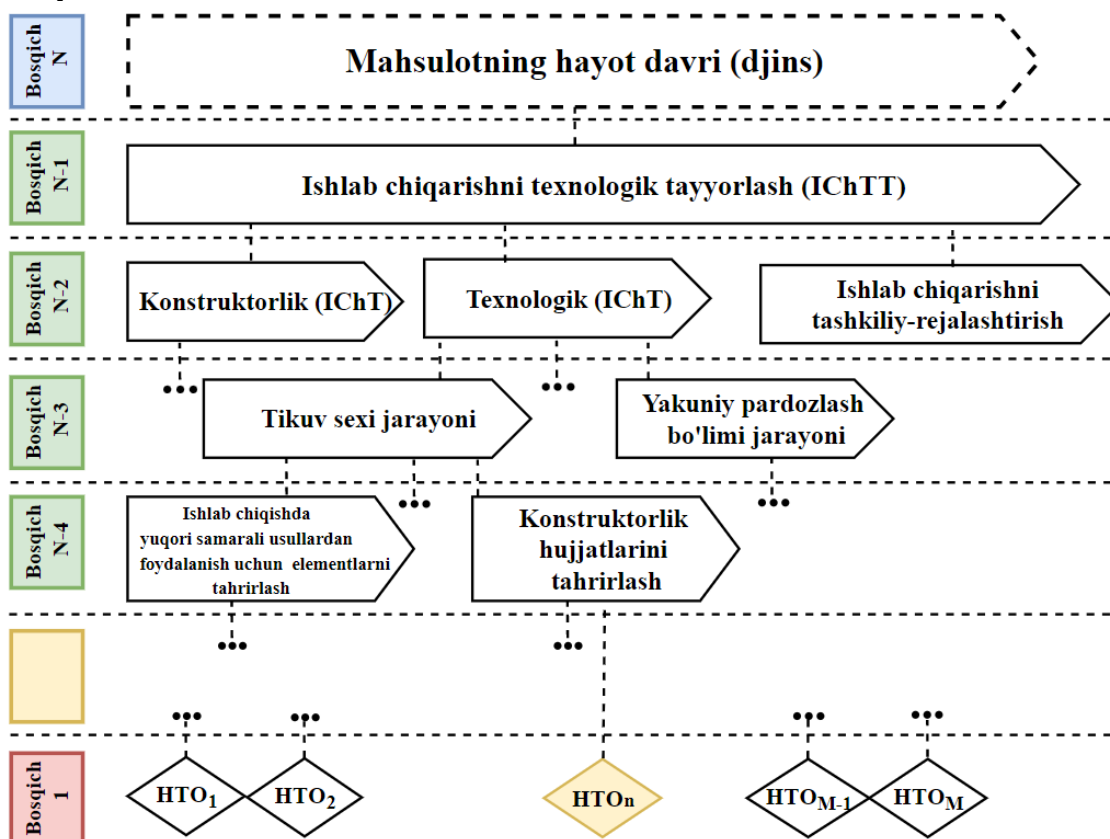 Bosqich
N
Mahsulotning hayot davri (djins)
Bosqich
N-1
Ishlab chiqarishni texnologik tayyorlash (IChTT)
Bosqich
N-2
Konstruktorlik (IChT)
Texnologik (IChT)
Ishlab chiqarishni
tashkiliy-rejalashtirish
Bosqich
N-3
Tikuv sexi jarayoni
Yakuniy pardozlash
bo'limi jarayoni
Bosqich
N-4
Ishlab chiqishda
yuqori samarali usullardan
foydalanish uchun elementlarni
tahrirlash
Konstruktorlik
hujjatlarini
tahrirlash
Bosqich
1
HTO₁
HTO₂
HTOn
HTO_M-1
HTO_M